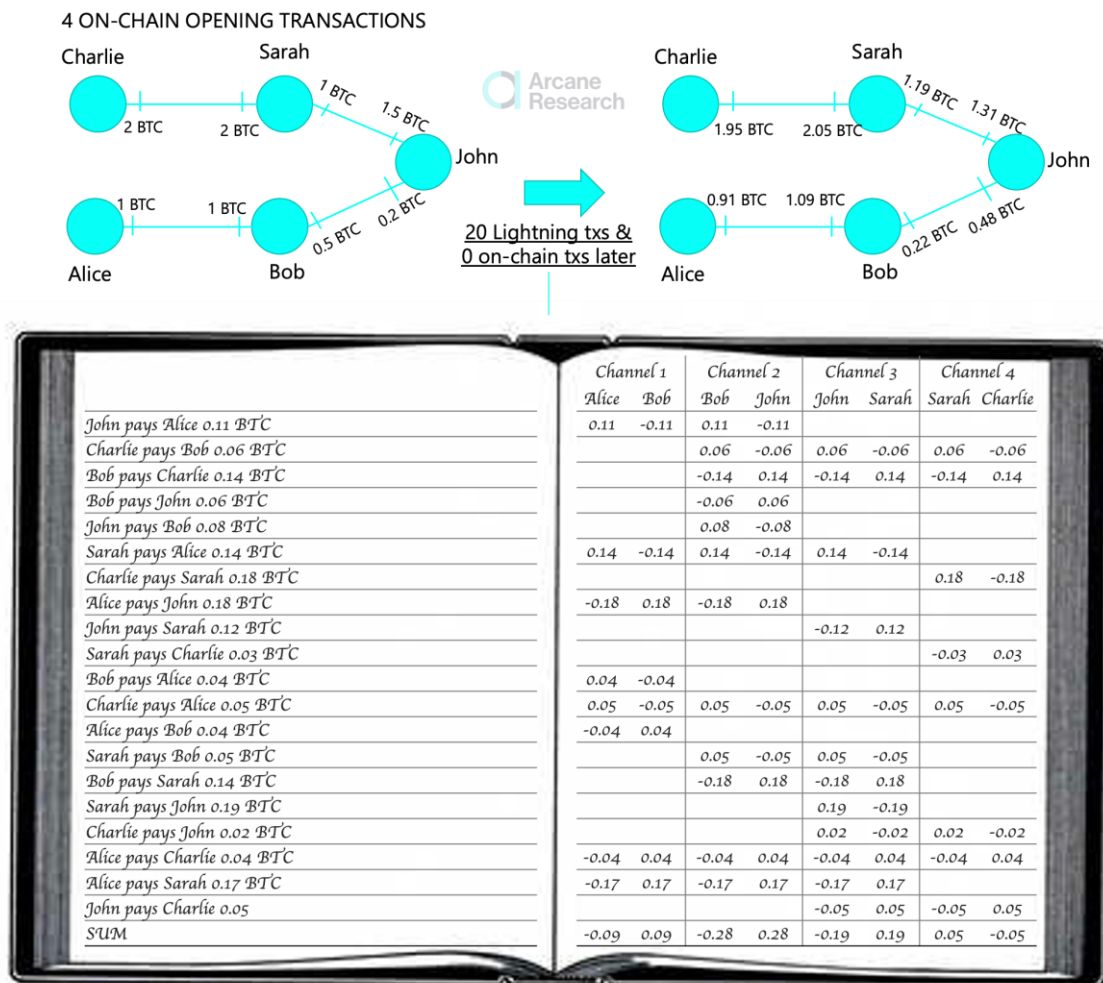 4 ON-CHAIN OPENING TRANSACTIONS
Charlie
Sarah
2 BTC
2 BTC
1 BTC
1.5 BTC
John
1 BTC
1 BTC
0.5 BTC
0.2 BTC
Alice
Bob
Arcane
Research
20 Lightning txs &
0 on-chain txs later
Charlie
Sarah
1.95 BTC
2.05 BTC
1.19 BTC
1.31 BTC
John
0.91 BTC
1.09 BTC
0.22 BTC
0.48 BTC
Alice
Bob
Channel 1 Channel 2 Channel 3 Channel 4
Alice Bob Bob John John Sarah Sarah Charlie
John pays Alice 0.11 BTC 0.11 -0.11 0.11 -0.11
Charlie pays Bob 0.06 BTC 0.06 -0.06 0.06 -0.06 0.06 -0.06
Bob pays Charlie 0.14 BTC -0.14 0.14 -0.14 0.14 -0.14 0.14
Bob pays John 0.06 BTC -0.06 0.06
John pays Bob 0.08 BTC 0.08 -0.08
Sarah pays Alice 0.14 BTC 0.14 -0.14 0.14 -0.14 0.14 -0.14
Charlie pays Sarah 0.18 BTC 0.18 -0.18
Alice pays John 0.18 BTC -0.18 0.18 -0.18 0.18
John pays Sarah 0.12 BTC -0.12 0.12
Sarah pays Charlie 0.03 BTC -0.03 0.03
Bob pays Alice 0.04 BTC 0.04 -0.04
Charlie pays Alice 0.05 BTC 0.05 -0.05 0.05 -0.05 0.05 -0.05 0.05 -0.05
Alice pays Bob 0.04 BTC -0.04 0.04
Sarah pays Bob 0.05 BTC 0.05 -0.05 0.05 -0.05
Bob pays Sarah 0.14 BTC -0.18 0.18 -0.18 0.18
Sarah pays John 0.19 BTC 0.19 -0.19
Charlie pays John 0.02 BTC 0.02 -0.02 0.02 -0.02
Alice pays Charlie 0.04 BTC -0.04 0.04 -0.04 0.04 -0.04 0.04 -0.04 0.04
Alice pays Sarah 0.17 BTC -0.17 0.17 -0.17 0.17 -0.17 0.17
John pays Charlie 0.05 -0.05 0.05 -0.05 0.05
SUM -0.09 0.09 -0.28 0.28 -0.19 0.19 0.05 -0.05